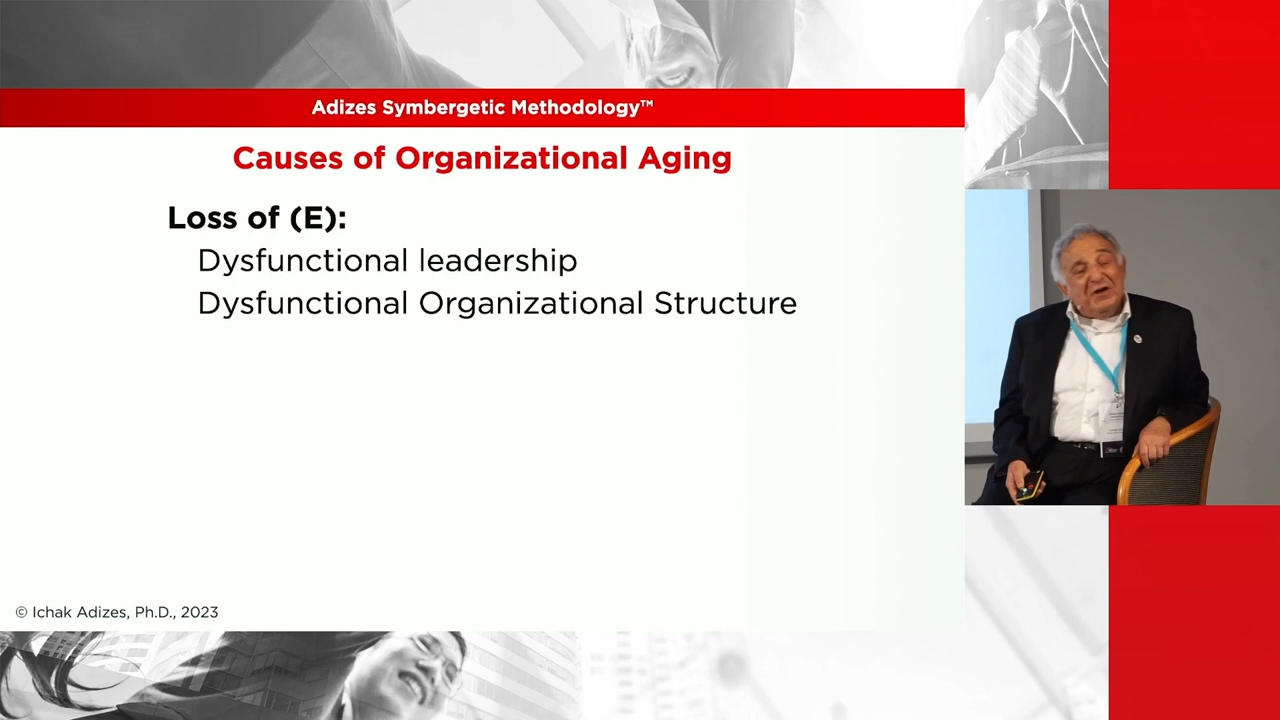 Adizes Symbergetic Methodology™
Causes of Organizational Aging
Loss of (E):
Dysfunctional leadership
Dysfunctional Organizational Structure
© Ichak Adizes, Ph.D., 2023